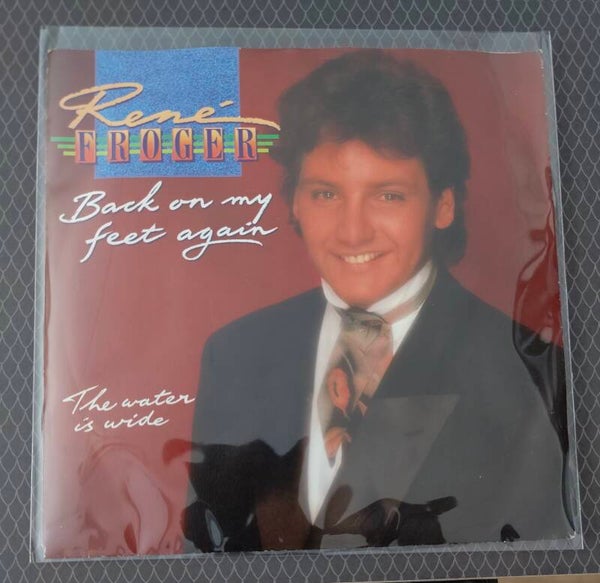 René
FROGER
Back on my
feet again
The water
is wide